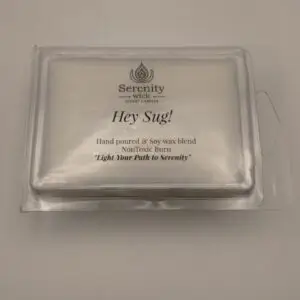 Serenity
wick
Hey Sug!
Hand poured & Soy wax blend
NonToxic Burn
"Light Your Path to Serenity"